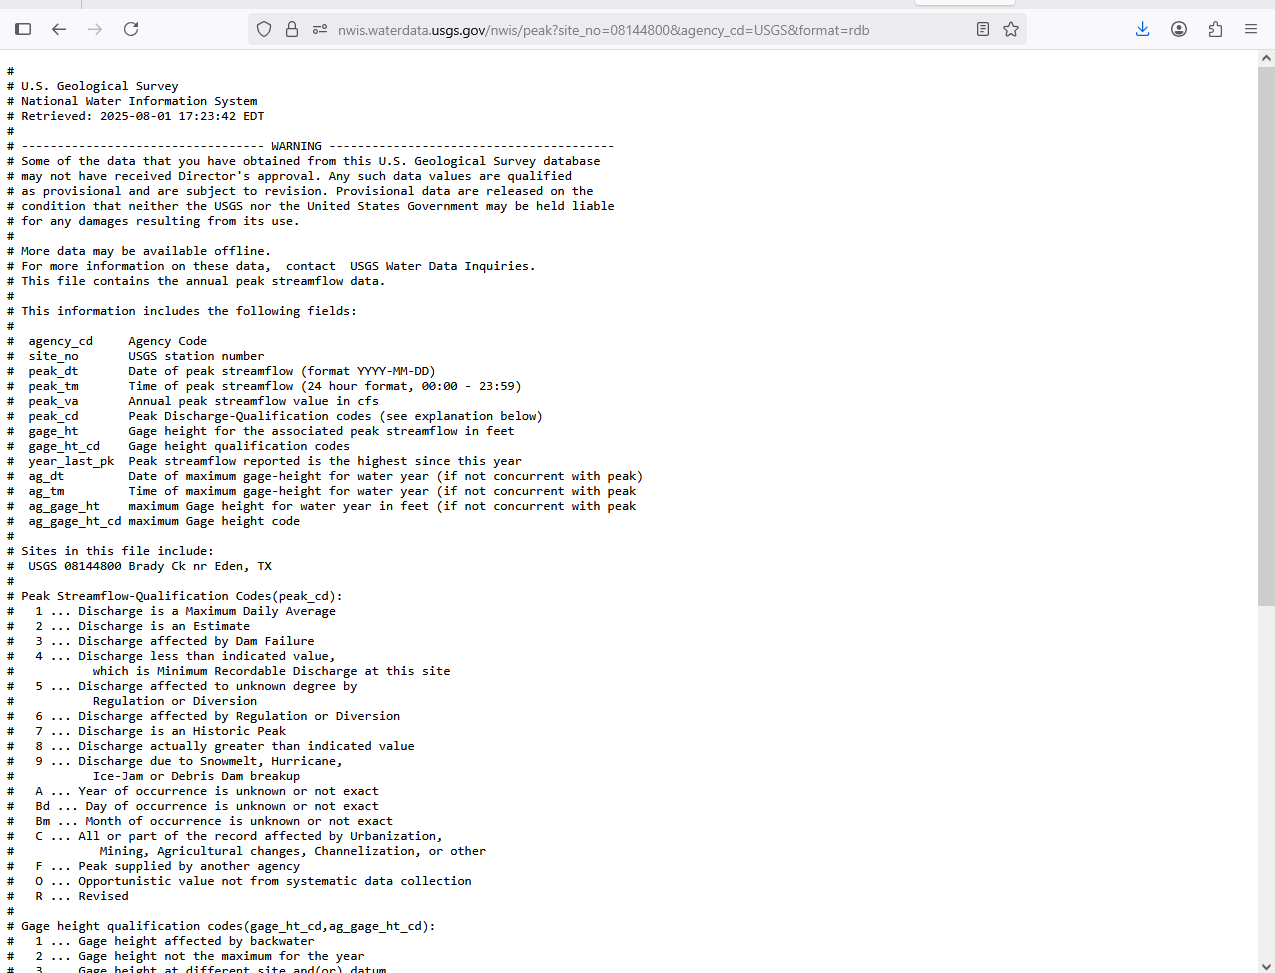 nwis.waterdata.usgs.gov/nwis/peak?site_no=08144800&agency_cd=USGS&format=rdb
#
# U.S. Geological Survey
# National Water Information System
# Retrieved: 2025-08-01 17:23:42 EDT
#
# ---------------------------------- WARNING ----------------------------------------
# Some of the data that you have obtained from this U.S. Geological Survey database
# may not have received Director's approval. Any such data values are qualified
# as provisional and are subject to revision. Provisional data are released on the
# condition that neither the USGS nor the United States Government may be held liable
# for any damages resulting from its use.
#
# More data may be available offline.
# For more information on these data,  contact  USGS Water Data Inquiries.
# This file contains the annual peak streamflow data.
#
# This information includes the following fields:
#
#  agency_cd     Agency Code
#  site_no       USGS station number
#  peak_dt       Date of peak streamflow (format YYYY-MM-DD)
#  peak_tm       Time of peak streamflow (24 hour format, 00:00 - 23:59)
#  peak_va       Annual peak streamflow value in cfs
#  peak_cd       Peak Discharge-Qualification codes (see explanation below)
#  gage_ht       Gage height for the associated peak streamflow in feet
#  gage_ht_cd    Gage height qualification codes
#  year_last_pk  Peak streamflow reported is the highest since this year
#  ag_dt         Date of maximum gage-height for water year (if not concurrent with peak)
#  ag_tm         Time of maximum gage-height for water year (if not concurrent with peak
#  ag_gage_ht    maximum Gage height for water year in feet (if not concurrent with peak
#  ag_gage_ht_cd maximum Gage height code
#
# Sites in this file include:
#  USGS 08144800 Brady Ck nr Eden, TX
#
# Peak Streamflow-Qualification Codes(peak_cd):
#   1 ... Discharge is a Maximum Daily Average
#   2 ... Discharge is an Estimate
#   3 ... Discharge affected by Dam Failure
#   4 ... Discharge less than indicated value,
#           which is Minimum Recordable Discharge at this site
#   5 ... Discharge affected to unknown degree by
#           Regulation or Diversion
#   6 ... Discharge affected by Regulation or Diversion
#   7 ... Discharge is an Historic Peak
#   8 ... Discharge actually greater than indicated value
#   9 ... Discharge due to Snowmelt, Hurricane,
#           Ice-Jam or Debris Dam breakup
#   A ... Year of occurrence is unknown or not exact
#   Bd ... Day of occurrence is unknown or not exact
#   Bm ... Month of occurrence is unknown or not exact
#   C ... All or part of the record affected by Urbanization,
#            Mining, Agricultural changes, Channelization, or other
#   F ... Peak supplied by another agency
#   O ... Opportunistic value not from systematic data collection
#   R ... Revised
#
# Gage height qualification codes(gage_ht_cd,ag_gage_ht_cd):
#   1 ... Gage height affected by backwater
#   2 ... Gage height not the maximum for the year
#   3 ... Gage height at different site and(or) datum